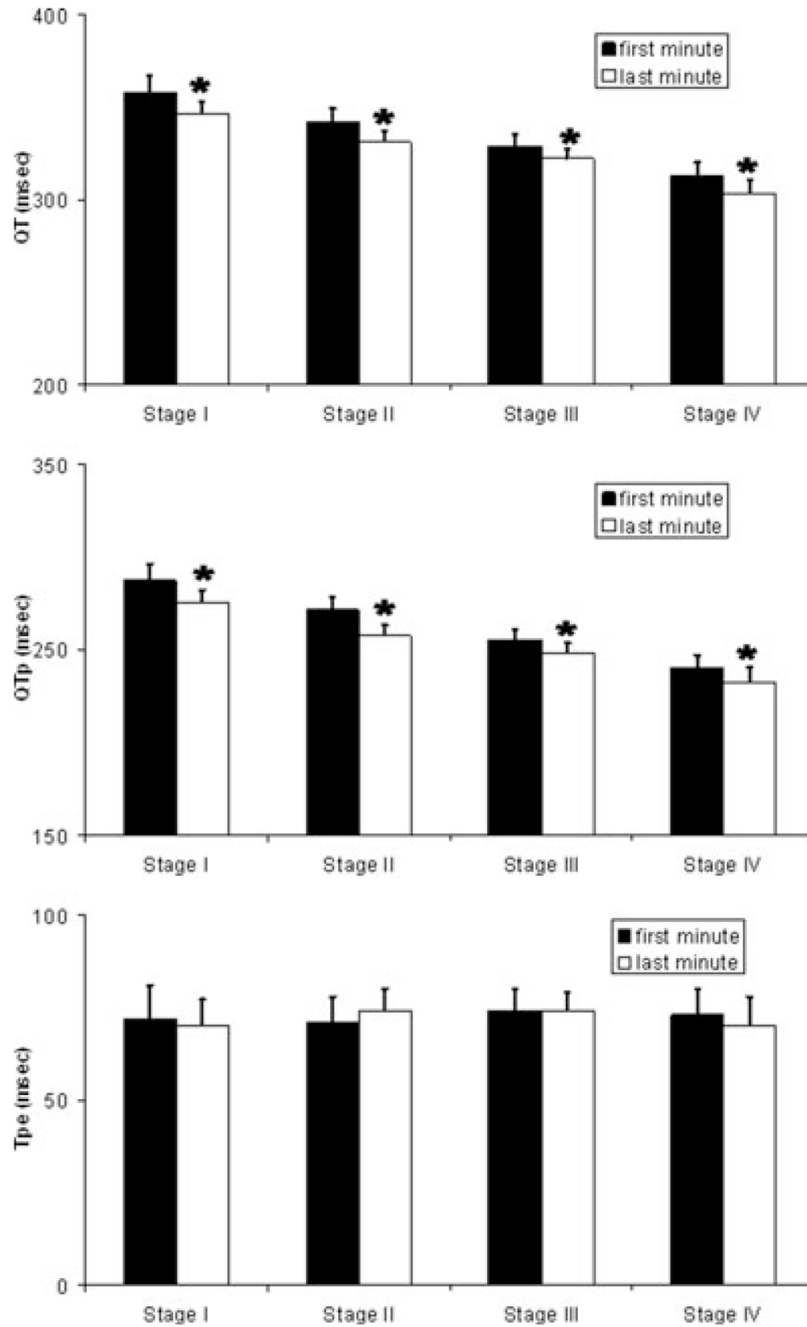 400
first minute
last minute
*
*
*
*
QT (msec)
300
200
Stage I
Stage II
Stage III
Stage IV
350
first minute
last minute
*
*
*
*
QTp (msec)
250
150
Stage I
Stage II
Stage III
Stage IV
100
first minute
last minute
Tpe (msec)
50
0
Stage I
Stage II
Stage III
Stage IV